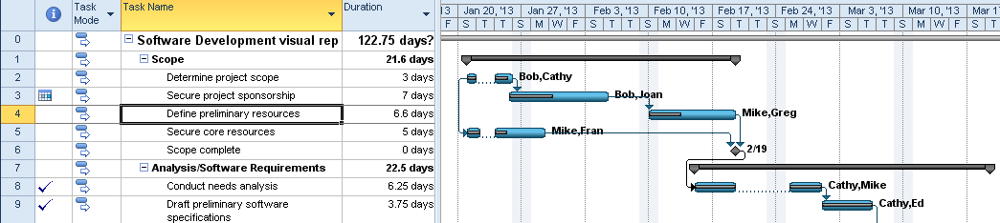 Task Mode Task Name Duration
'13 Jan 20, '13 Jan 27, '13 Feb 3, '13 Feb 10, '13 Feb 17, '13 Feb 24, '13 Mar 3, '13 Mar 10, '13 Mar 17
F S T M W F S T M W F S T M W F S T M W F S T
0 Software Development visual rep 122.75 days?
1 Scope 21.6 days
2 Determine project scope 3 days Bob,Cathy
3 Secure project sponsorship 7 days Bob,Joan
4 Define preliminary resources 6.6 days Mike,Greg
5 Secure core resources 5 days Mike,Fran
6 Scope complete 0 days 2/19
7 Analysis/Software Requirements 22.5 days
8 Conduct needs analysis 6.25 days Cathy,Mike
9 Draft preliminary software 3.75 days Cathy,Ed
specifications